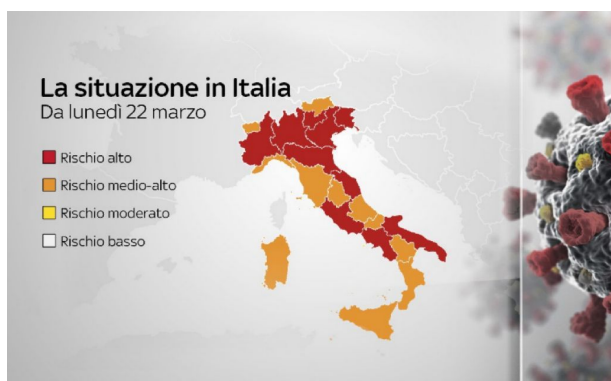 La situazione in Italia
Da lunedì 22 marzo
Rischio alto
Rischio medio-alto
Rischio moderato
Rischio basso